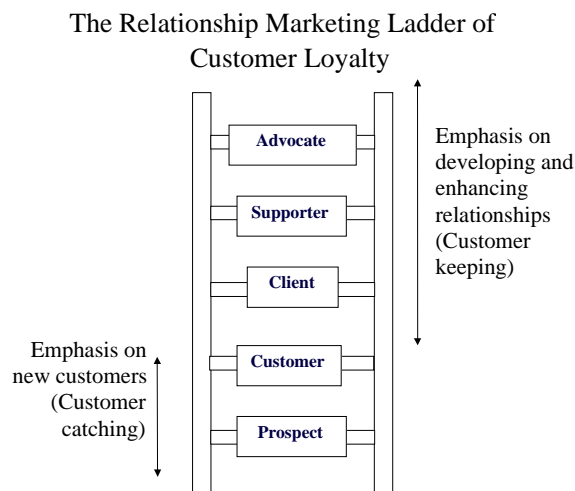 The Relationship Marketing Ladder of
Customer Loyalty
Advocate
Supporter
Client
Customer
Prospect
Emphasis on
developing and
enhancing
relationships
(Customer
keeping)
Emphasis on
new customers
(Customer
catching)